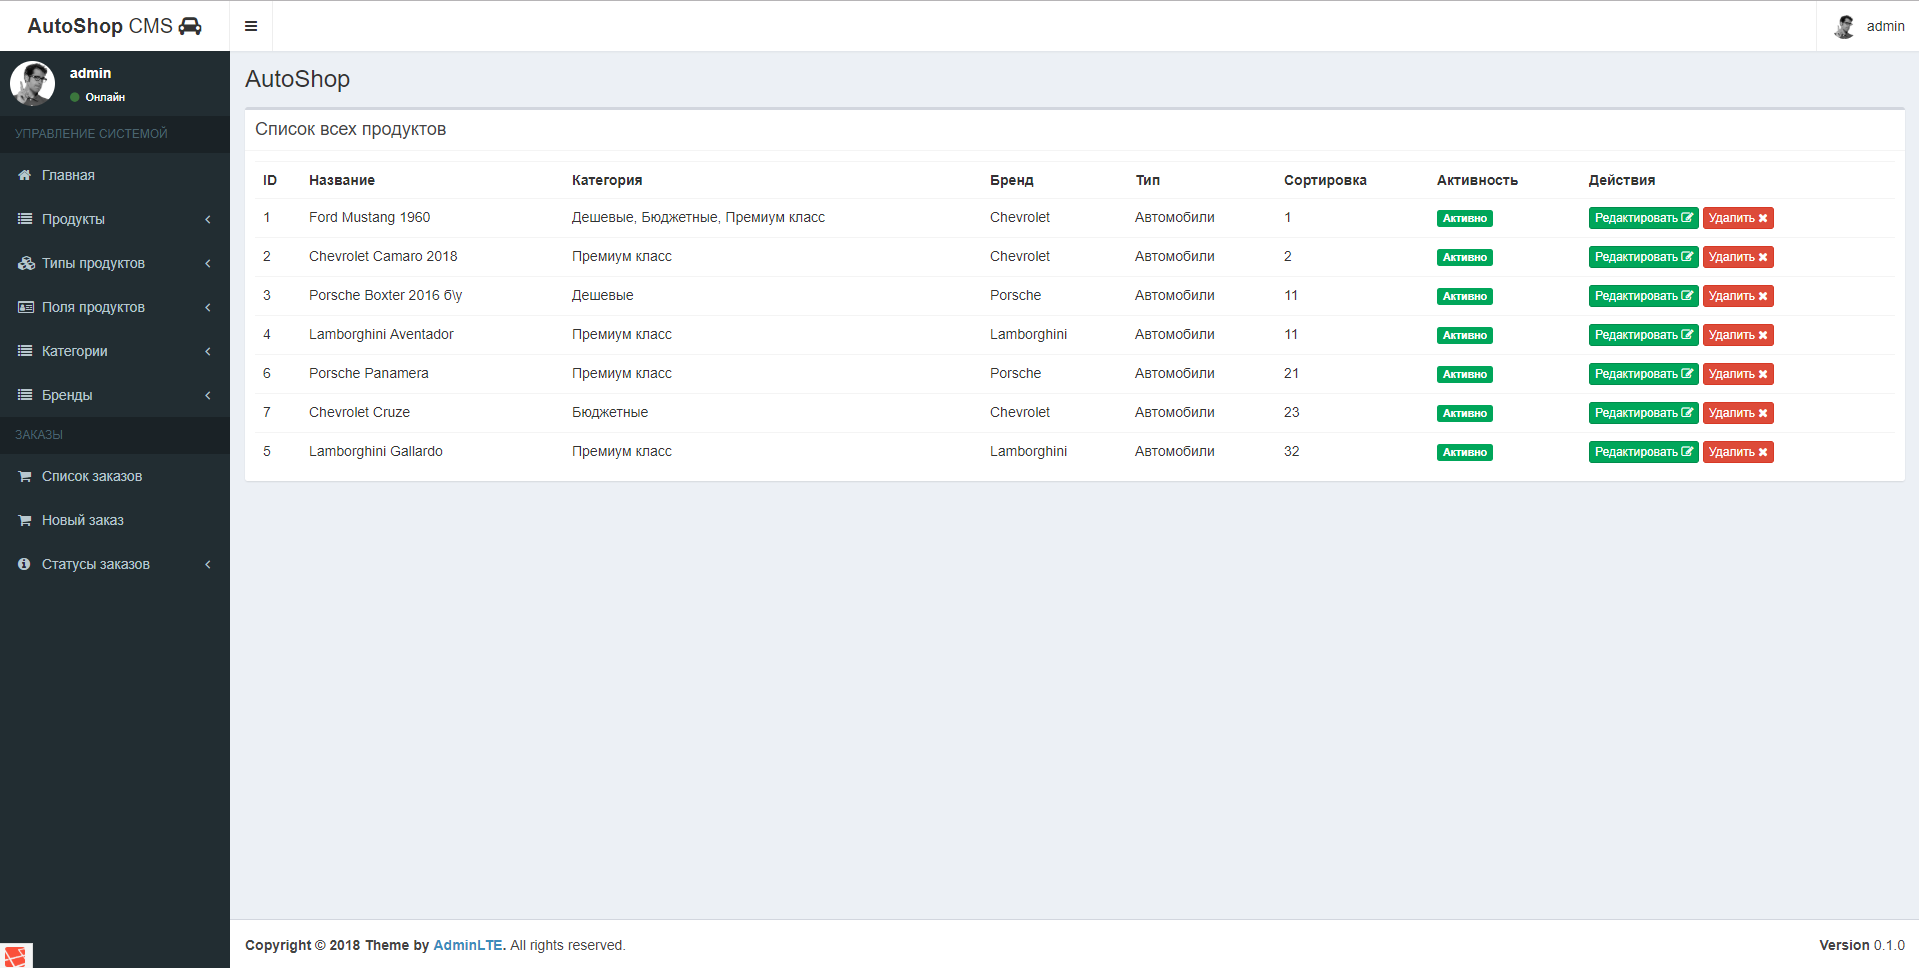 AutoShop CMS
admin
admin
Онлайн
УПРАВЛЕНИЕ СИСТЕМОЙ
Главная
Продукты
Типы продуктов
Поля продуктов
Категории
Бренды
ЗАКАЗЫ
Список заказов
Новый заказ
Статусы заказов
AutoShop
Список всех продуктов
ID Название Категория Бренд Тип Сортировка Активность Действия
1 Ford Mustang 1960 Дешевые, Бюджетные, Премиум класс Chevrolet Автомобили 1 Активно Редактировать Удалить
2 Chevrolet Camaro 2018 Премиум класс Chevrolet Автомобили 2 Активно Редактировать Удалить
3 Porsche Boxter 2016 б\у Дешевые Porsche Автомобили 11 Активно Редактировать Удалить
4 Lamborghini Aventador Премиум класс Lamborghini Автомобили 11 Активно Редактировать Удалить
6 Porsche Panamera Премиум класс Porsche Автомобили 21 Активно Редактировать Удалить
7 Chevrolet Cruze Бюджетные Chevrolet Автомобили 23 Активно Редактировать Удалить
5 Lamborghini Gallardo Премиум класс Lamborghini Автомобили 32 Активно Редактировать Удалить
Copyright © 2018 Theme by AdminLTE. All rights reserved.
Version 0.1.0